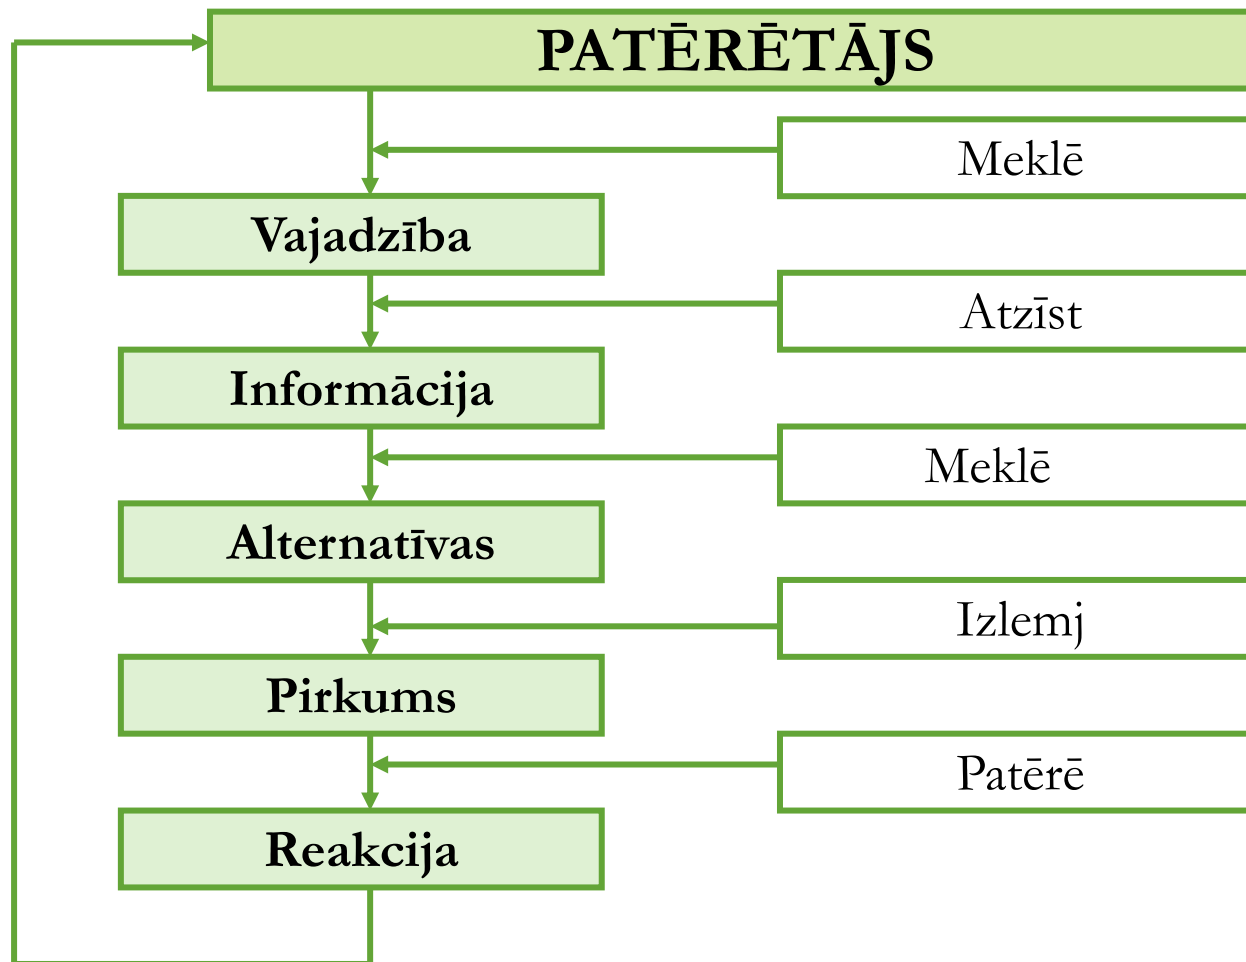 PATĒRĒTĀJS
Meklē
Vajadzība
Atzīst
Informācija
Meklē
Alternatīvas
Izlemj
Pirkums
Patērē
Reakcija